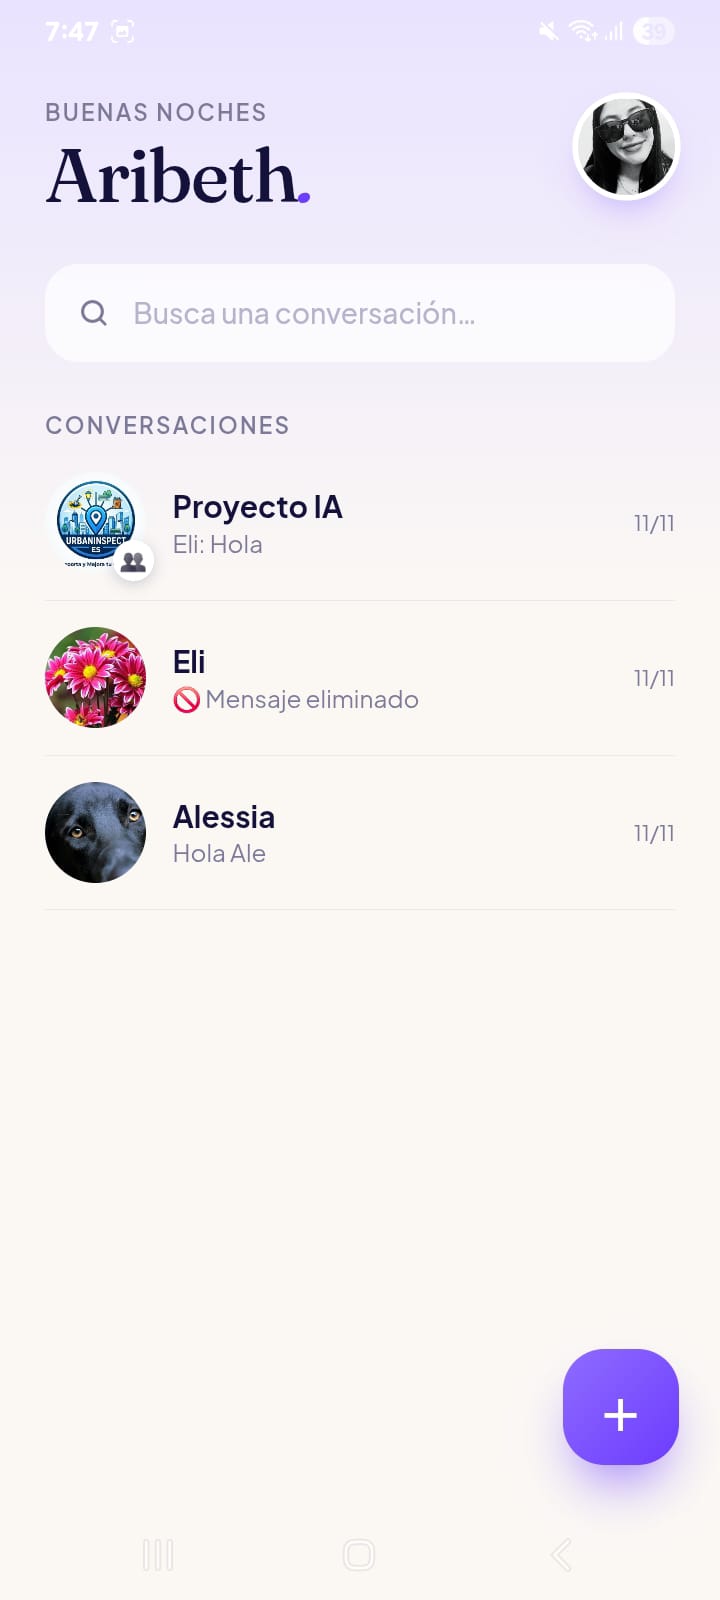 7:47
39
BUENAS NOCHES
Aribeth.
Busca una conversación...
CONVERSACIONES
URBANINSPECT
ES
Proyecto IA
11/11
Eli: Hola
Eli
11/11
Mensaje eliminado
Alessia
11/11
Hola Ale